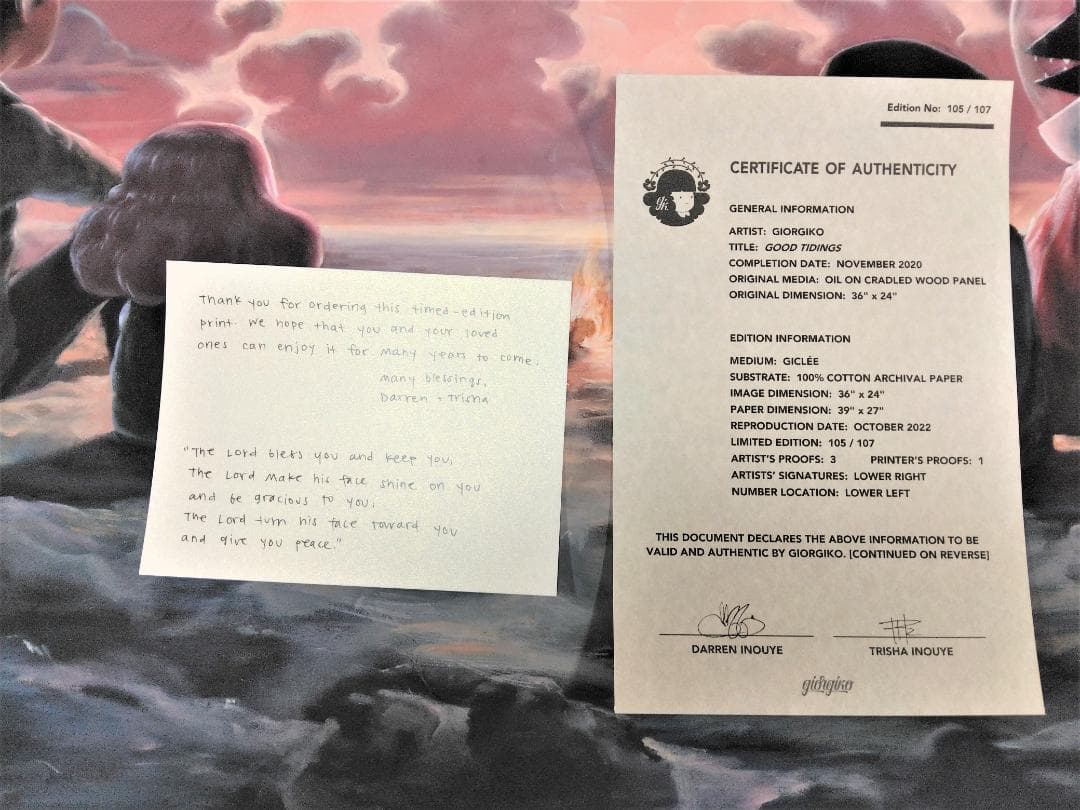 Thank you for ordering this timed-edition
print. We hope that you and your loved
ones can enjoy it for many years to come.
many blessings,
Darren + Trisha
"The Lord bless you and keep you,
The Lord make his face shine on you
and be gracious to you;
The Lord turn his face toward you
and give you peace."
Edition No: 105 / 107
CERTIFICATE OF AUTHENTICITY
GENERAL INFORMATION
ARTIST: GIORGIKO
TITLE: GOOD TIDINGS
COMPLETION DATE: NOVEMBER 2020
ORIGINAL MEDIA: OIL ON CRADLED WOOD PANEL
ORIGINAL DIMENSION: 36" x 24"
EDITION INFORMATION
MEDIUM: GICLÉE
SUBSTRATE: 100% COTTON ARCHIVAL PAPER
IMAGE DIMENSION: 36" x 24"
PAPER DIMENSION: 39" x 27"
REPRODUCTION DATE: OCTOBER 2022
LIMITED EDITION: 105 / 107
ARTIST'S PROOFS: 3 PRINTER'S PROOFS: 1
ARTISTS' SIGNATURES: LOWER RIGHT
NUMBER LOCATION: LOWER LEFT
THIS DOCUMENT DECLARES THE ABOVE INFORMATION TO BE
VALID AND AUTHENTIC BY GIORGIKO. [CONTINUED ON REVERSE]
DARREN INOUYE TRISHA INOUYE
giorgiko